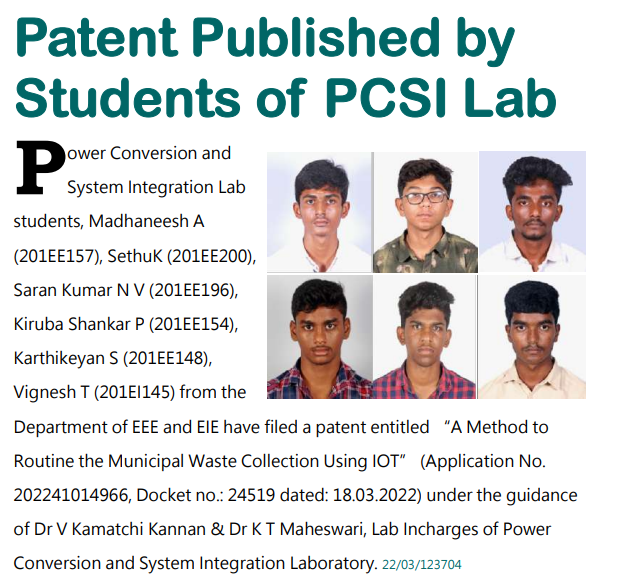 Patent Published by
Students of PCSI Lab
Power Conversion and
System Integration Lab
students, Madhaneesh A
(201EE157), SethuK (201EE200),
Saran Kumar N V (201EE196),
Kiruba Shankar P (201EE154),
Karthikeyan S (201EE148),
Vignesh T (201EI145) from the
Department of EEE and EIE have filed a patent entitled “A Method to
Routine the Municipal Waste Collection Using IOT” (Application No.
202241014966, Docket no.: 24519 dated: 18.03.2022) under the guidance
of Dr V Kamatchi Kannan & Dr K T Maheswari, Lab Incharges of Power
Conversion and System Integration Laboratory. 22/03/123704